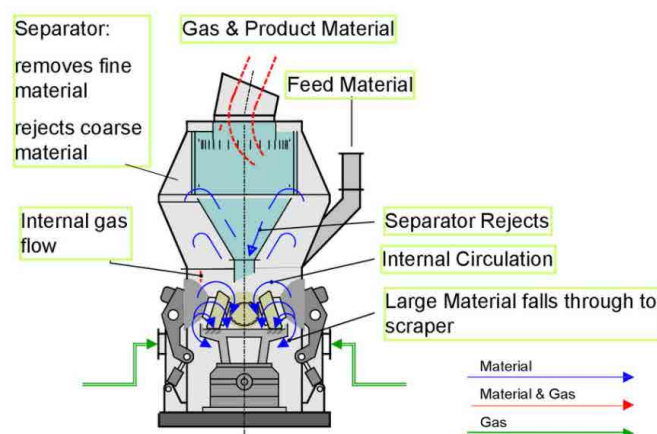 Separator:
removes fine
material
rejects coarse
material
Gas & Product Material
Feed Material
Internal gas
flow
Separator Rejects
Internal Circulation
Large Material falls through to
scraper
Material
Material & Gas
Gas